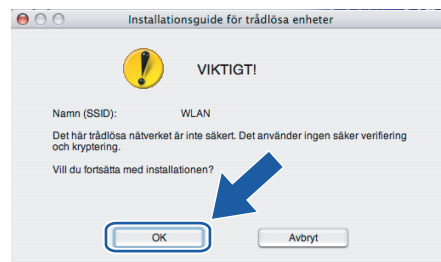 Installationsguide för trådlösa enheter
VIKTIGT!
Namn (SSID): WLAN
Det här trådlösa nätverket är inte säkert. Det använder ingen säker verifiering
och kryptering.
Vill du fortsätta med installationen?
OK Avbryt